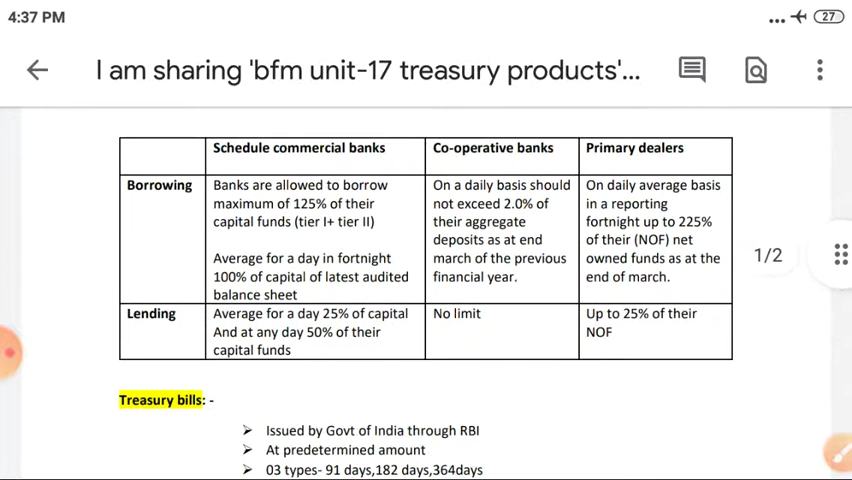 4:37 PM
27
I am sharing 'bfm unit-17 treasury products'...
Schedule commercial banks
Co-operative banks
Primary dealers
Borrowing
Banks are allowed to borrow
maximum of 125% of their
capital funds (tier I+ tier II)
Average for a day in fortnight
100% of capital of latest audited
balance sheet
On a daily basis should
not exceed 2.0% of
their aggregate
deposits as at end
march of the previous
financial year.
On daily average basis
in a reporting
fortnight up to 225%
of their (NOF) net
owned funds as at the
end of march.
1/2
Lending
Average for a day 25% of capital
And at any day 50% of their
capital funds
No limit
Up to 25% of their
NOF
Treasury bills: -
➢ Issued by Govt of India through RBI
➢ At predetermined amount
➢ 03 types- 91 days,182 days,364days